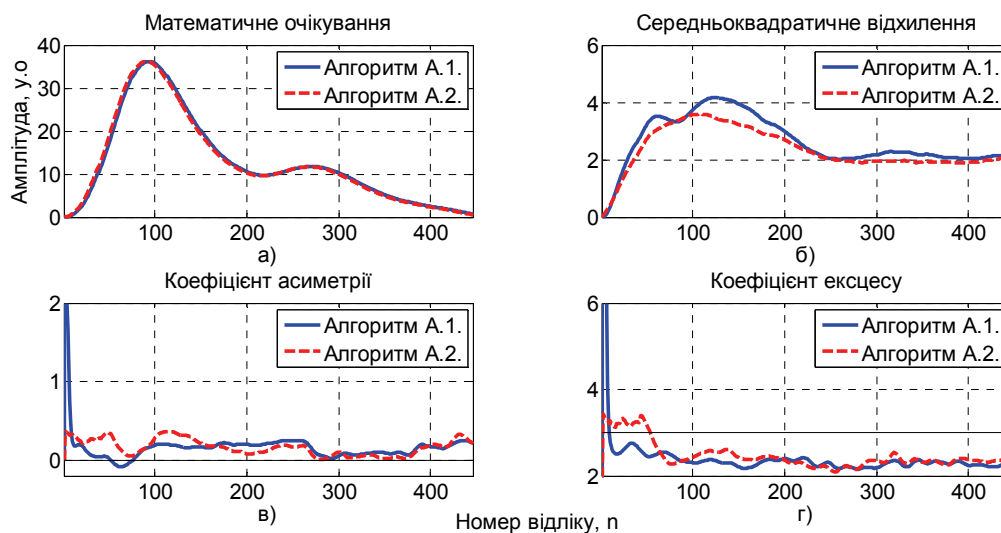 Математичне очікування
Амплітуда, у.о
40
30
20
10
0
100
200
300
400
Алгоритм А.1.
Алгоритм А.2.
а)
Середньоквадратичне відхилення
6
4
2
0
100
200
300
400
Алгоритм А.1.
Алгоритм А.2.
б)
Коефіцієнт асиметрії
2
1
0
100
200
300
400
Алгоритм А.1.
Алгоритм А.2.
в)
Коефіцієнт ексцесу
6
4
2
100
200
300
400
Алгоритм А.1.
Алгоритм А.2.
г)
Номер відліку, n